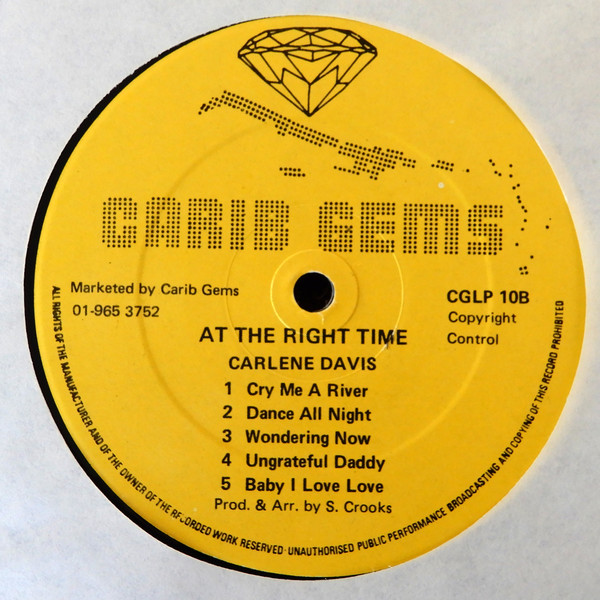 CARIB GEMS
Marketed by Carib Gems
01-965 3752
CGLP 10B
Copyright
Control
AT THE RIGHT TIME
CARLENE DAVIS
1 Cry Me A River
2 Dance All Night
3 Wondering Now
4 Ungrateful Daddy
5 Baby I Love Love
Prod. & Arr. by S. Crooks
ALL RIGHTS OF THE MANUFACTURER AND OF THE OWNER OF THE RECORDED WORK RESERVED · UNAUTHORISED PUBLIC PERFORMANCE BROADCASTING AND COPYING OF THIS RECORD PROHIBITED